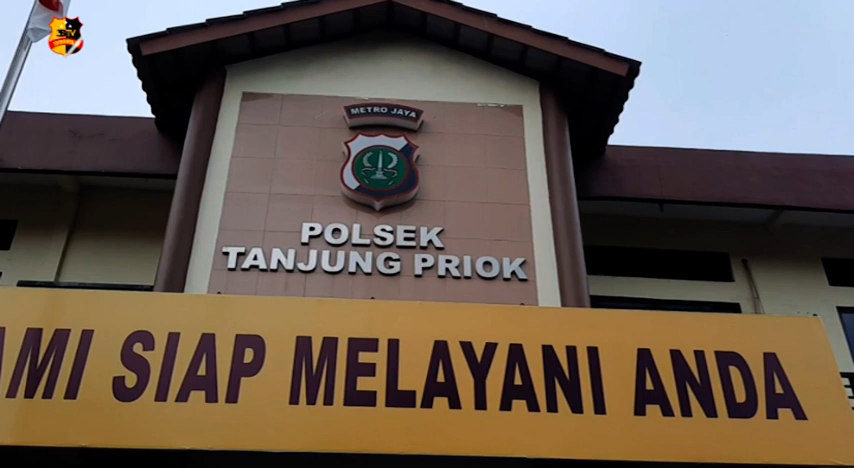 METRO JAYA
POLSEK
TANJUNG PRIOK
AMI SIAP MELAYANI ANDA